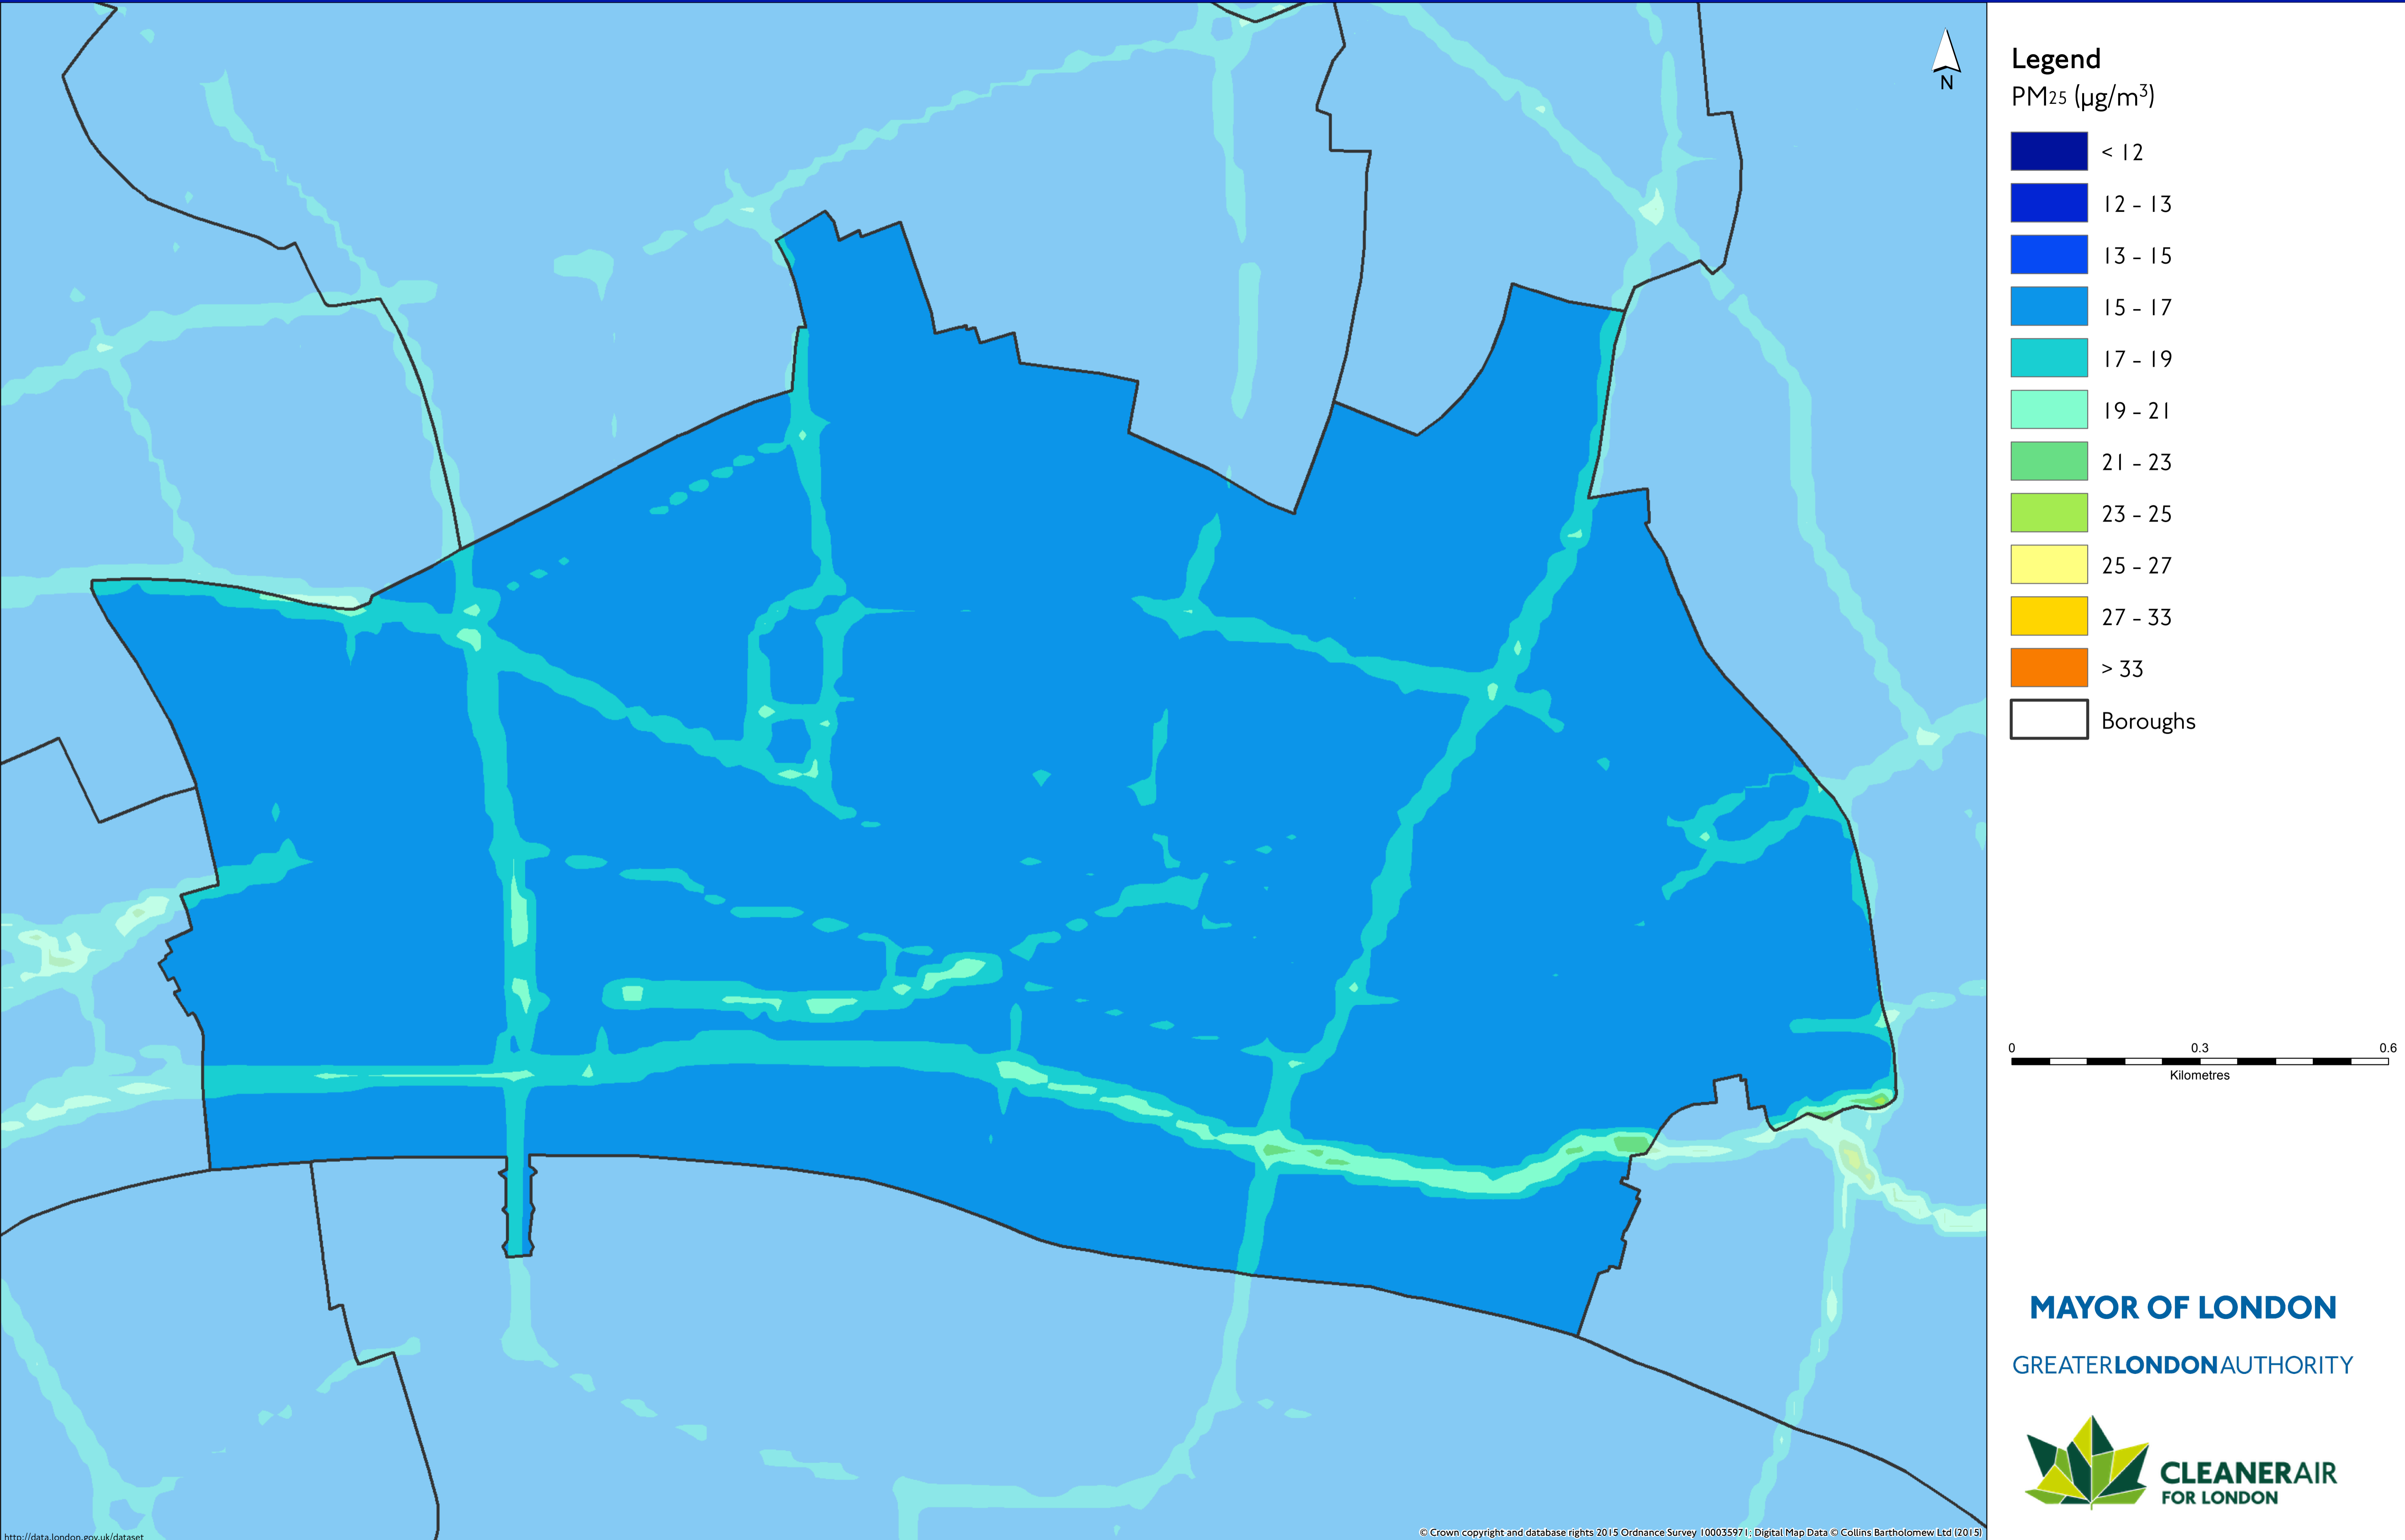 N
Legend
PM25 (µg/m³)
< 12
12 - 13
13 - 15
15 - 17
17 - 19
19 - 21
21 - 23
23 - 25
25 - 27
27 - 33
> 33
Boroughs
0 0.3 0.6
Kilometres
MAYOR OF LONDON
GREATERLONDONAUTHORITY
CLEANERAIR
FOR LONDON
http://data.london.gov.uk/dataset
© Crown copyright and database rights 2015 Ordnance Survey 100035971; Digital Map Data © Collins Bartholomew Ltd (2015)